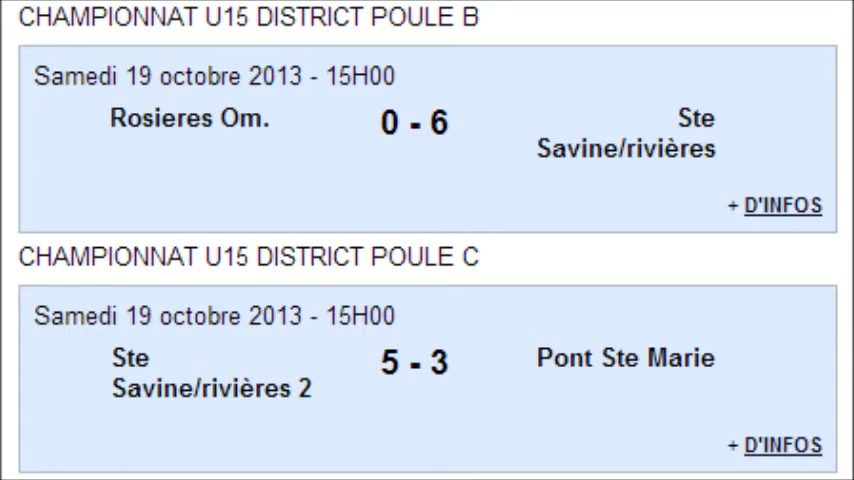 CHAMPIONNAT U15 DISTRICT POULE B
Samedi 19 octobre 2013 - 15H00
Rosieres Om.
0 - 6
Ste
Savine/rivières
+ D'INFOS
CHAMPIONNAT U15 DISTRICT POULE C
Samedi 19 octobre 2013 - 15H00
Ste
Savine/rivières 2
5 - 3
Pont Ste Marie
+ D'INFOS